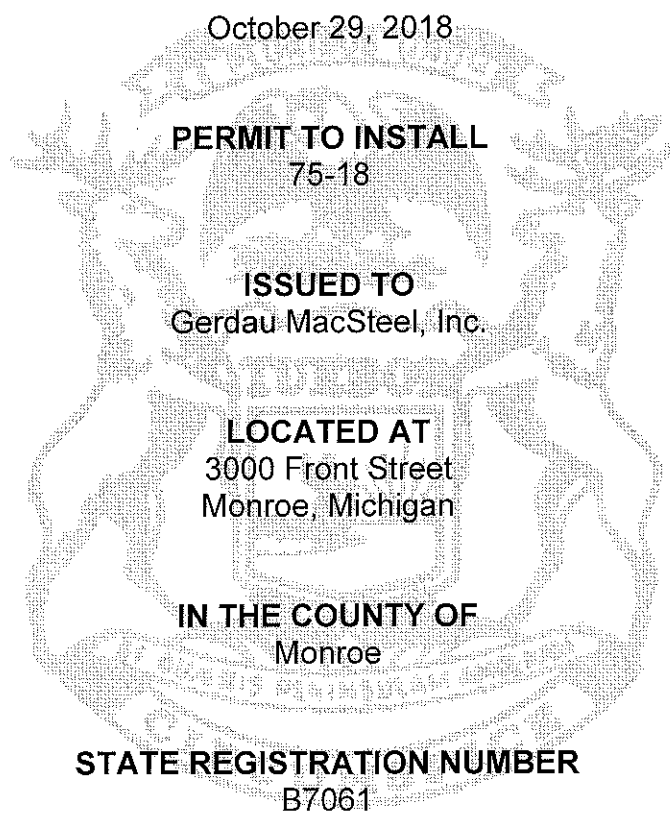 October 29, 2018
PERMIT TO INSTALL
75-18
ISSUED TO
Gerdau MacSteel, Inc.
LOCATED AT
3000 Front Street
Monroe, Michigan
IN THE COUNTY OF
Monroe
STATE REGISTRATION NUMBER
B7061